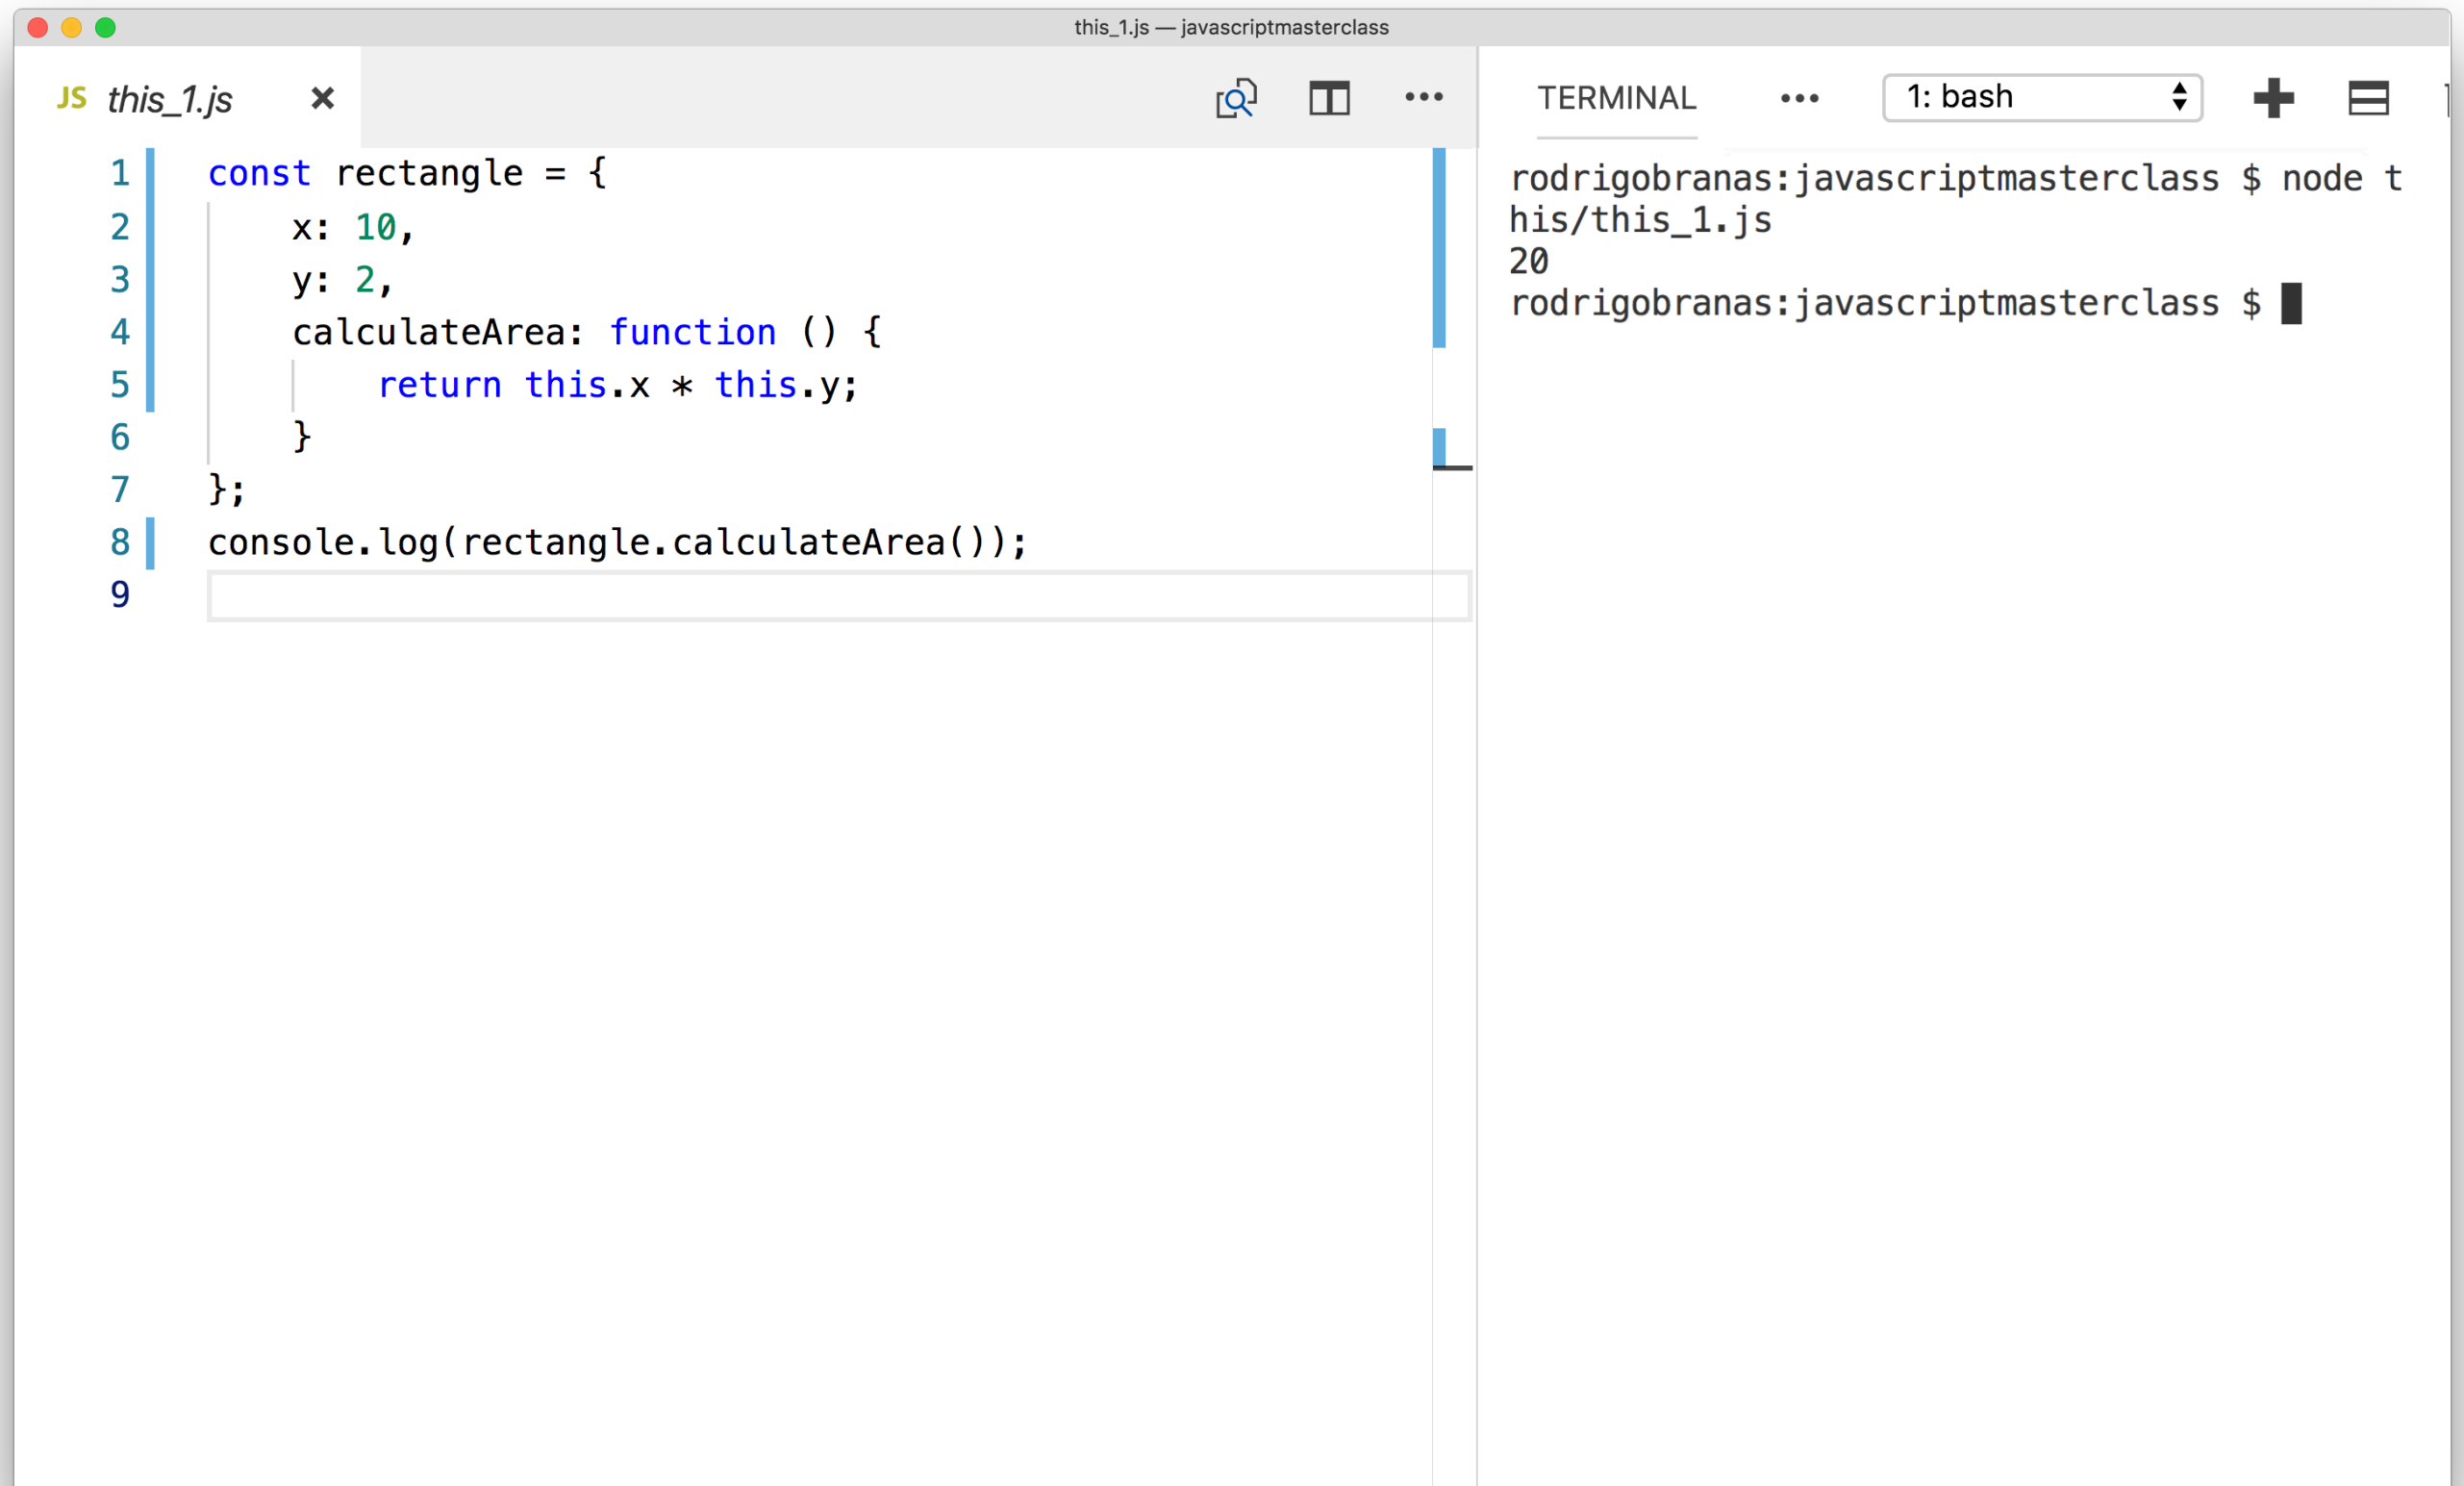 this_1.js — javascriptmasterclass
JS this_1.js
1 const rectangle = {
2     x: 10,
3     y: 2,
4     calculateArea: function () {
5         return this.x * this.y;
6     }
7 };
8 console.log(rectangle.calculateArea());
9
TERMINAL
1: bash
rodrigobranas:javascriptmasterclass $ node t
his/this_1.js
20
rodrigobranas:javascriptmasterclass $